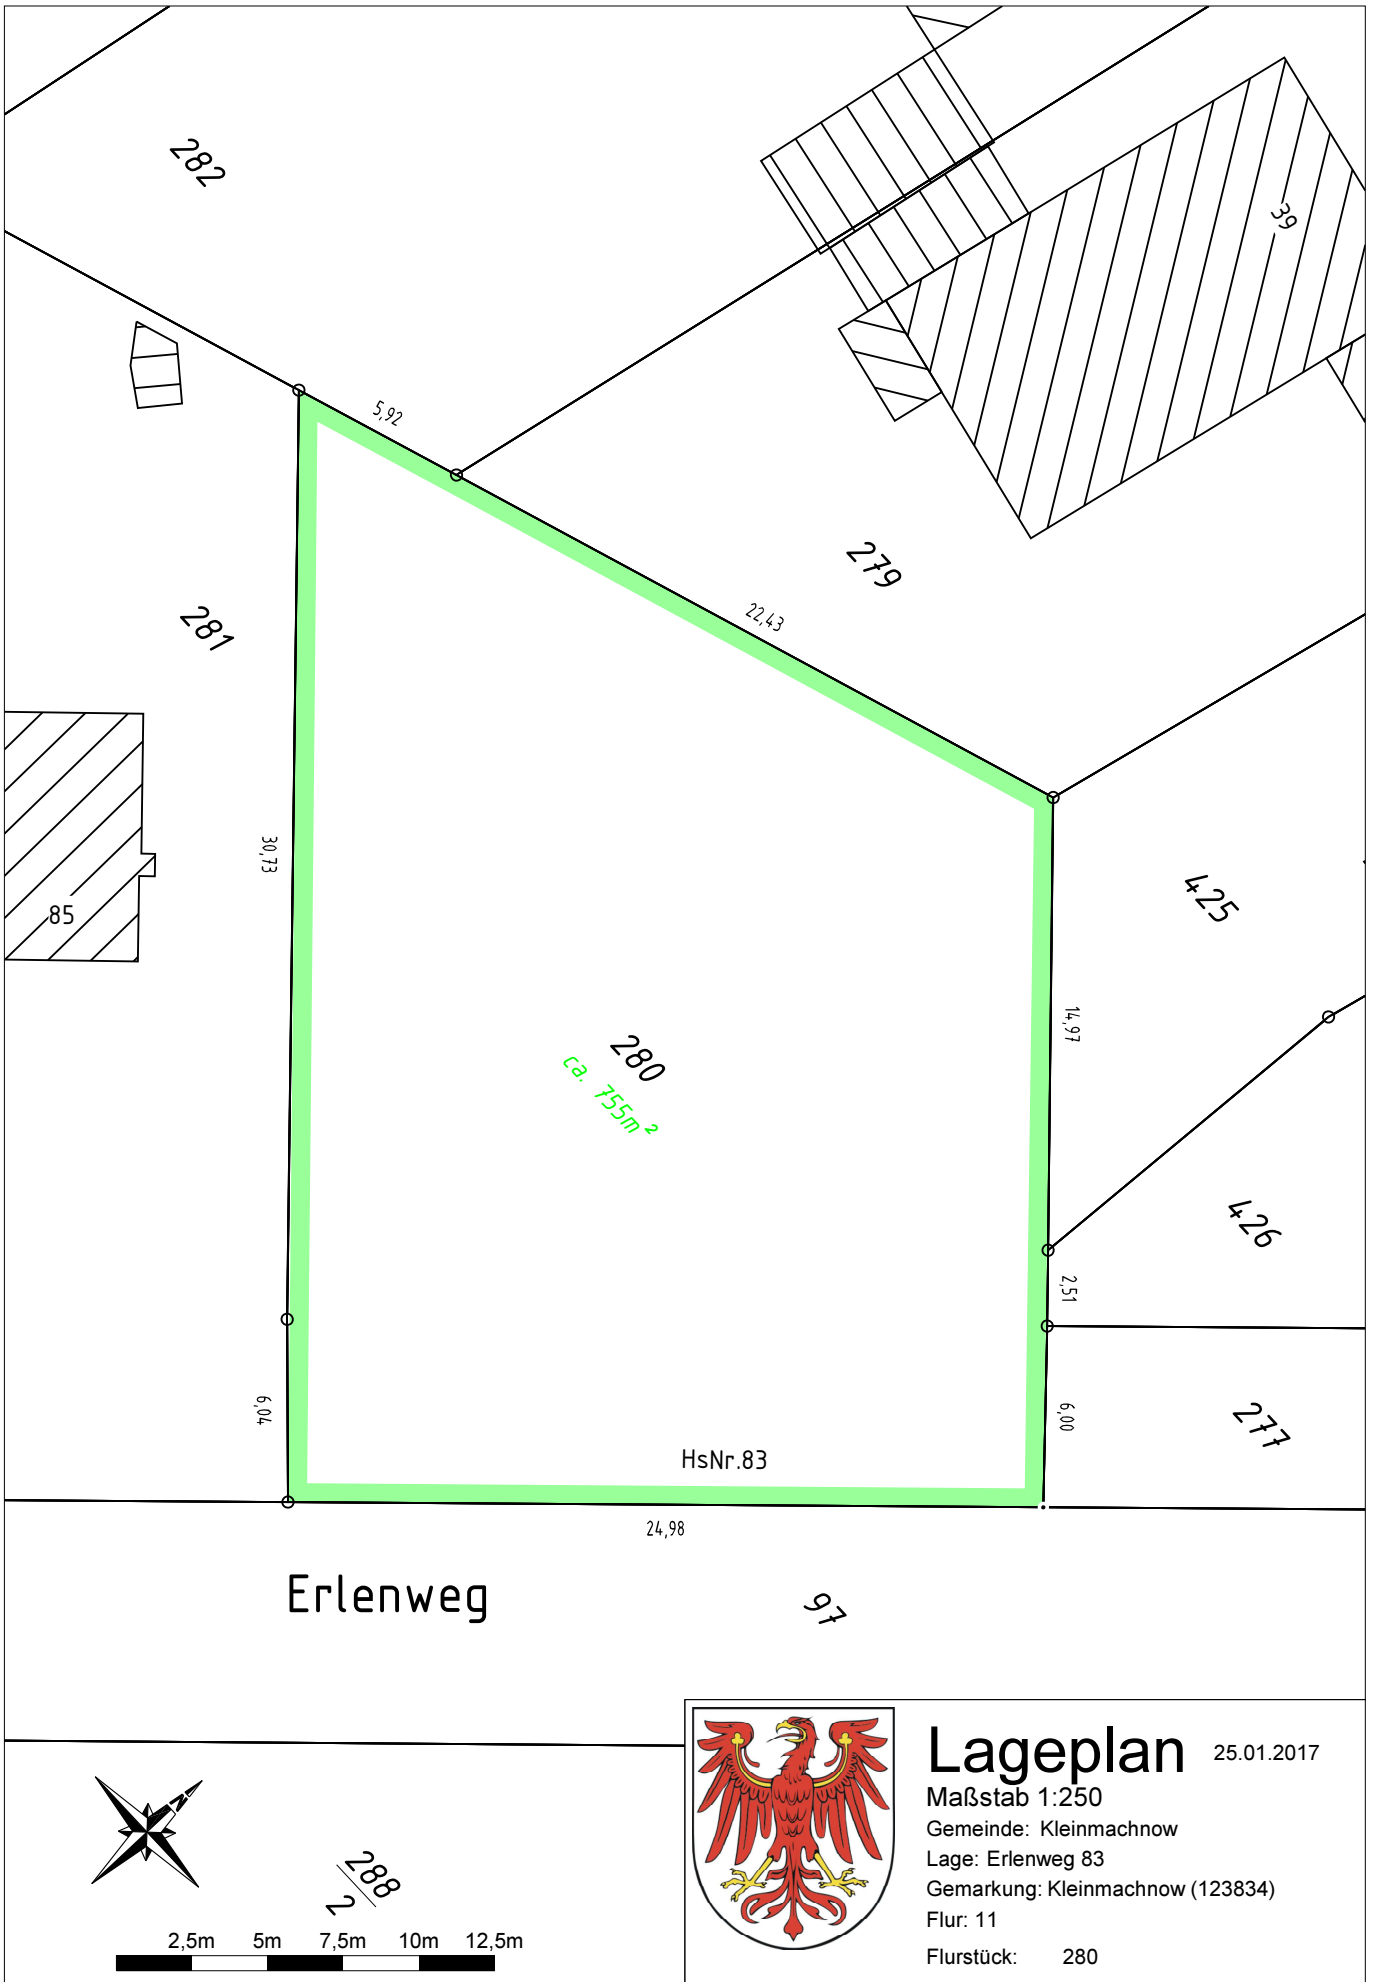 282
39
5,92
279
22,43
281
30,73
85
425
14,97
280
ca. 755m²
426
2,51
6,04
6,00
277
HsNr.83
24,98
Erlenweg
97
N
288
2
2,5m 5m 7,5m 10m 12,5m
Lageplan 25.01.2017
Maßstab 1:250
Gemeinde: Kleinmachnow
Lage: Erlenweg 83
Gemarkung: Kleinmachnow (123834)
Flur: 11
Flurstück: 280